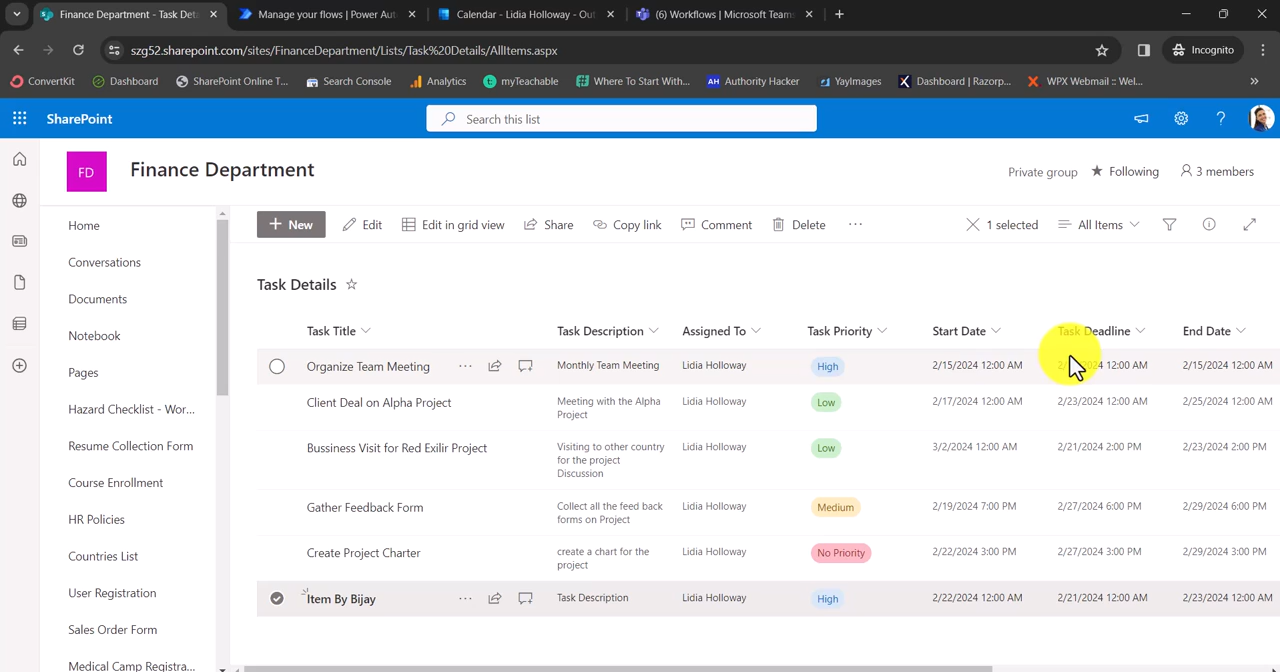 Finance Department - Task Deta
Manage your flows | Power Aut
Calendar - Lidia Holloway - Out
(6) Workflows | Microsoft Teams
szg52.sharepoint.com/sites/FinanceDepartment/Lists/Task%20Details/AllItems.aspx
Incognito
ConvertKit
Dashboard
SharePoint Online T...
Search Console
Analytics
myTeachable
Where To Start With...
AH Authority Hacker
YayImages
Dashboard | Razorp...
WPX Webmail :: Wel...
SharePoint
Search this list
FD
Finance Department
Private group
Following
3 members
Home
Conversations
Documents
Notebook
Pages
Hazard Checklist - Wor...
Resume Collection Form
Course Enrollment
HR Policies
Countries List
User Registration
Sales Order Form
Medical Camp Registra...
New
Edit
Edit in grid view
Share
Copy link
Comment
Delete
1 selected
All Items
Task Details
Task Title Task Description Assigned To Task Priority Start Date Task Deadline End Date
Organize Team Meeting Monthly Team Meeting Lidia Holloway High 2/15/2024 12:00 AM 12:00 AM 2/15/2024 12:00 AM
Client Deal on Alpha Project Meeting with the Alpha Lidia Holloway Low 2/17/2024 12:00 AM 2/23/2024 12:00 AM 2/25/2024 12:00 AM
Project
Bussiness Visit for Red Exilir Project Visiting to other country Lidia Holloway Low 3/2/2024 12:00 AM 2/21/2024 2:00 PM 2/23/2024 2:00 PM
for the project
Discussion
Gather Feedback Form Collect all the feed back Lidia Holloway Medium 2/19/2024 7:00 PM 2/27/2024 6:00 PM 2/29/2024 6:00 PM
forms on Project
Create Project Charter create a chart for the Lidia Holloway No Priority 2/22/2024 3:00 PM 2/27/2024 3:00 PM 2/29/2024 3:00 PM
project
Item By Bijay Task Description Lidia Holloway High 2/22/2024 12:00 AM 2/21/2024 12:00 AM 2/23/2024 12:00 AM